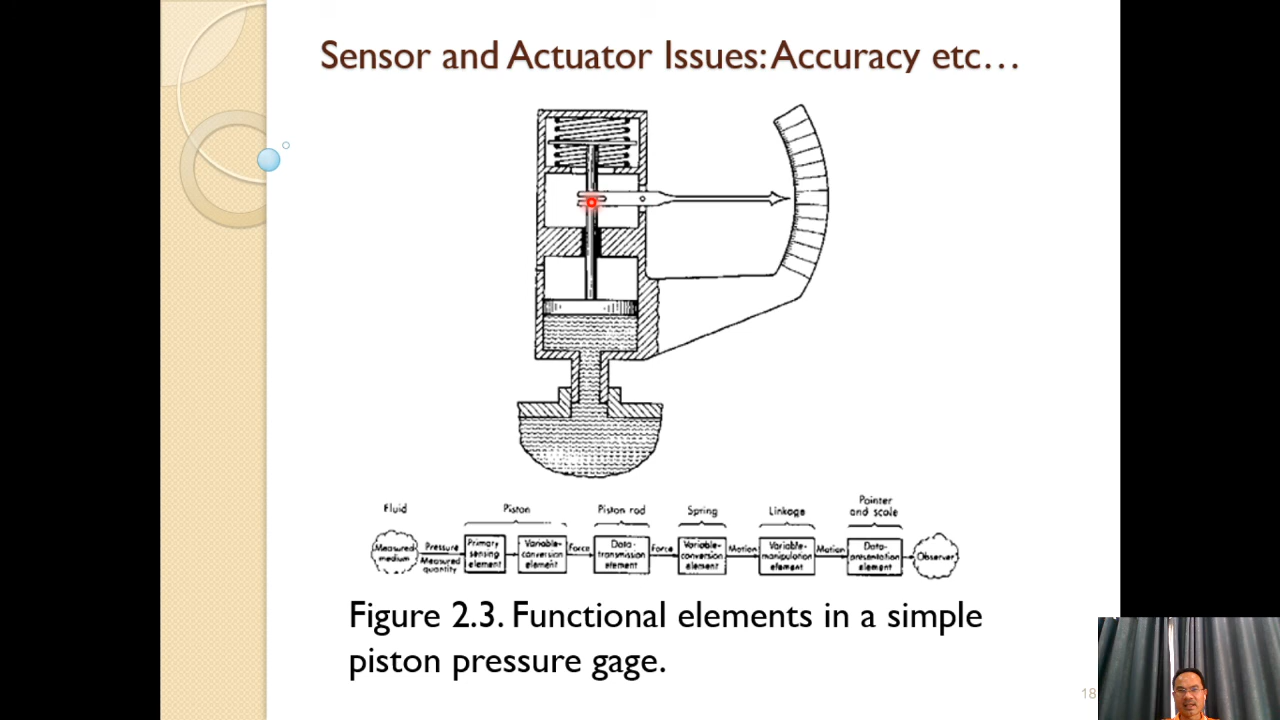 Sensor and Actuator Issues: Accuracy etc…
Fluid
Piston
Piston rod
Spring
Linkage
Pointer
and scale
Measured
medium
Pressure
Measured
quantity
Primary
sensing
element
Variable-
conversion
element
Force
Data-
transmission
element
Force
Variable-
conversion
element
Motion
Variable-
manipulation
element
Motion
Data-
presentation
element
Observer
Figure 2.3. Functional elements in a simple
piston pressure gage.
18